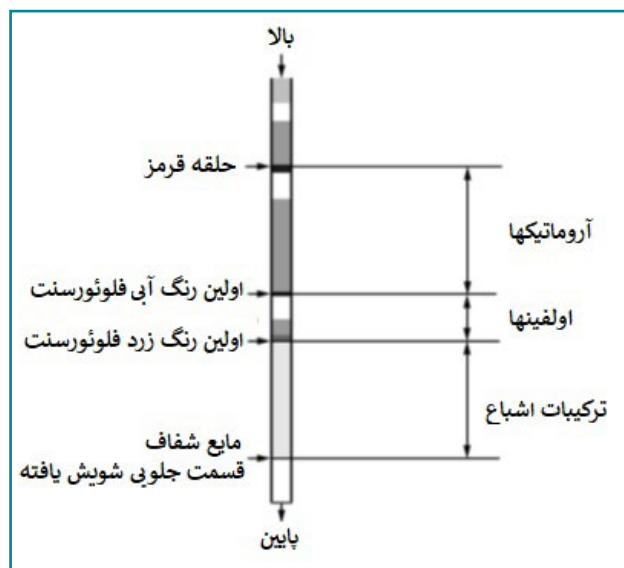 بالا
حلقه قرمز
آروماتیکها
اولین رنگ آبی فلوئورسنت
اولفینها
اولین رنگ زرد فلوئورسنت
ترکیبات اشباع
مایع شفاف
قسمت جلویی شویش یافته
پایین